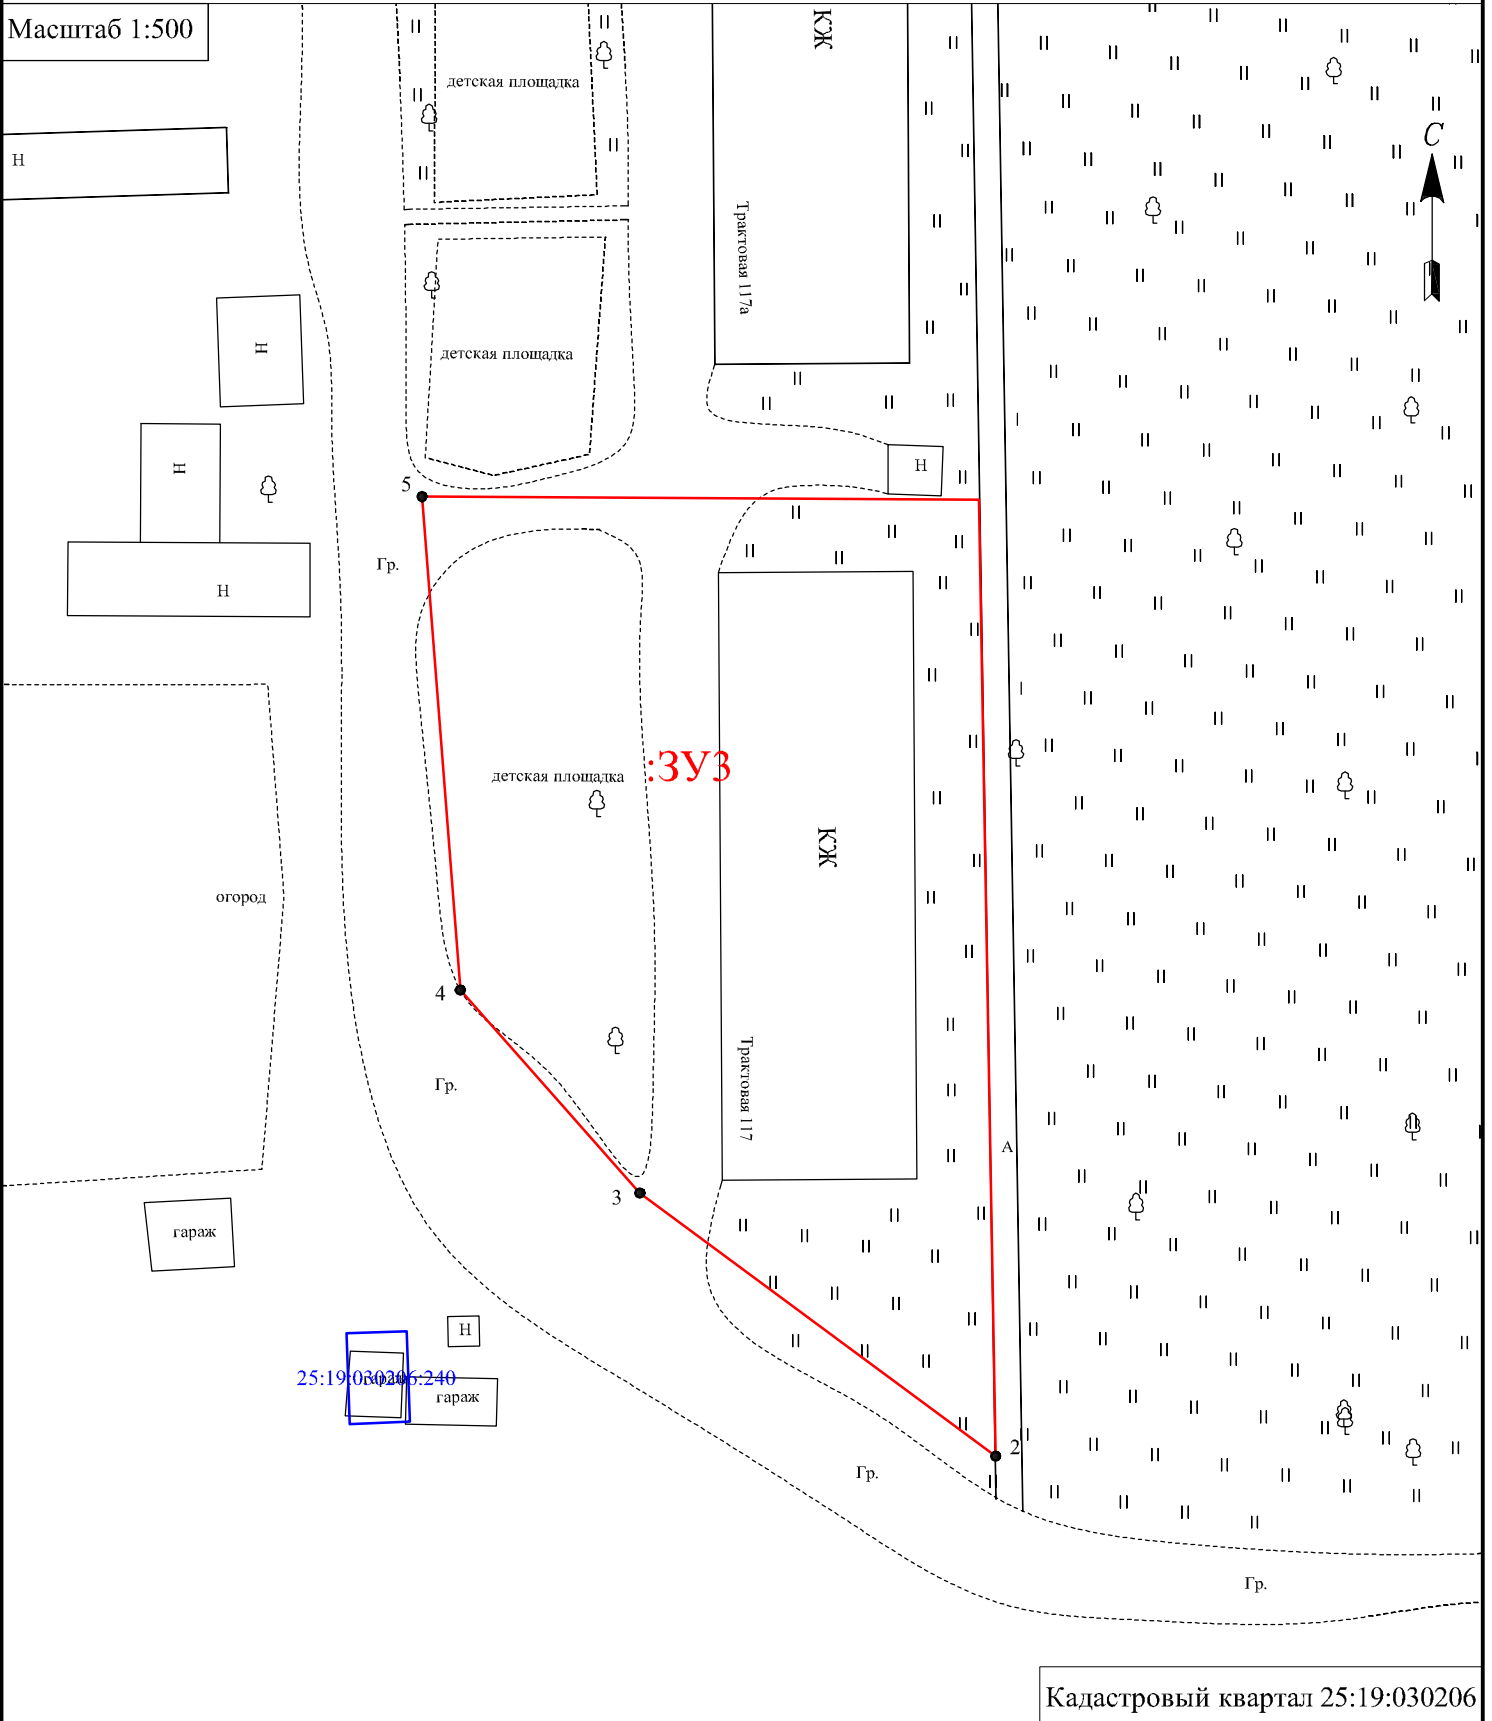 Масштаб 1:500
КЖ
детская площадка
С
Н
Трактовая 117а
Н
детская площадка
Н
Н
5
Гр.
Н
:ЗУ3
детская площадка
КЖ
огород
4
Гр.
Трактовая 117
А
3
гараж
Н
25:19:030206:240
гараж
гараж
2
Гр.
Гр.
Кадастровый квартал 25:19:030206